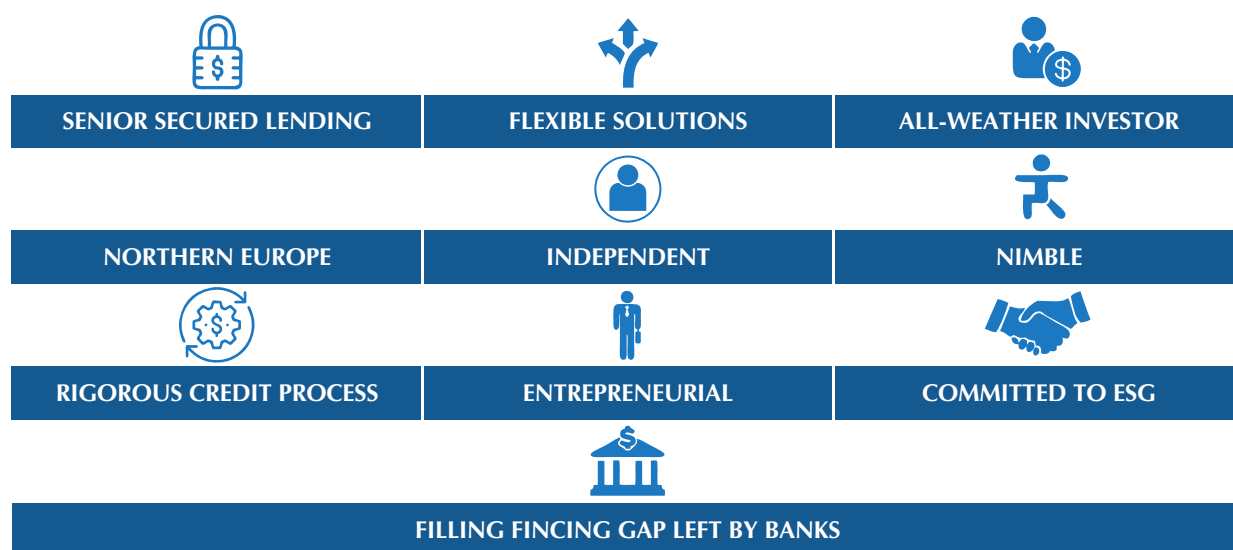 SENIOR SECURED LENDING
FLEXIBLE SOLUTIONS
ALL-WEATHER INVESTOR
NORTHERN EUROPE
INDEPENDENT
NIMBLE
RIGOROUS CREDIT PROCESS
ENTREPRENEURIAL
COMMITTED TO ESG
FILLING FINCING GAP LEFT BY BANKS